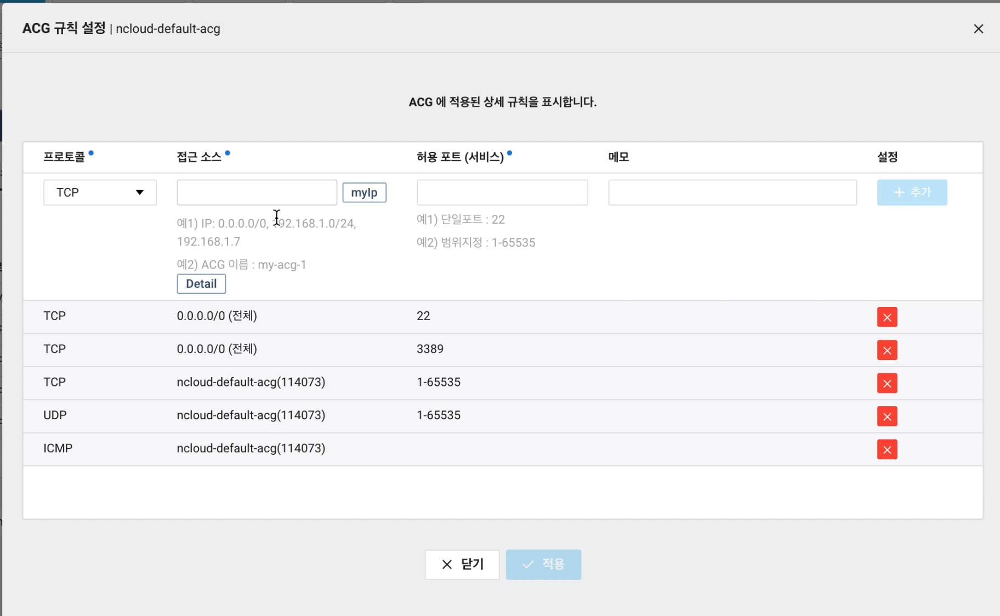 ACG 규칙 설정 | ncloud-default-acg
ACG 에 적용된 상세 규칙을 표시합니다.
프로토콜 접근 소스 허용 포트 (서비스) 메모 설정
TCP myIp + 추가
예1) IP: 0.0.0.0/0, 192.168.1.0/24,
192.168.1.7
예2) ACG 이름 : my-acg-1
Detail
예1) 단일포트 : 22
예2) 범위지정 : 1-65535
TCP 0.0.0.0/0 (전체) 22
TCP 0.0.0.0/0 (전체) 3389
TCP ncloud-default-acg(114073) 1-65535
UDP ncloud-default-acg(114073) 1-65535
ICMP ncloud-default-acg(114073)
닫기 적용